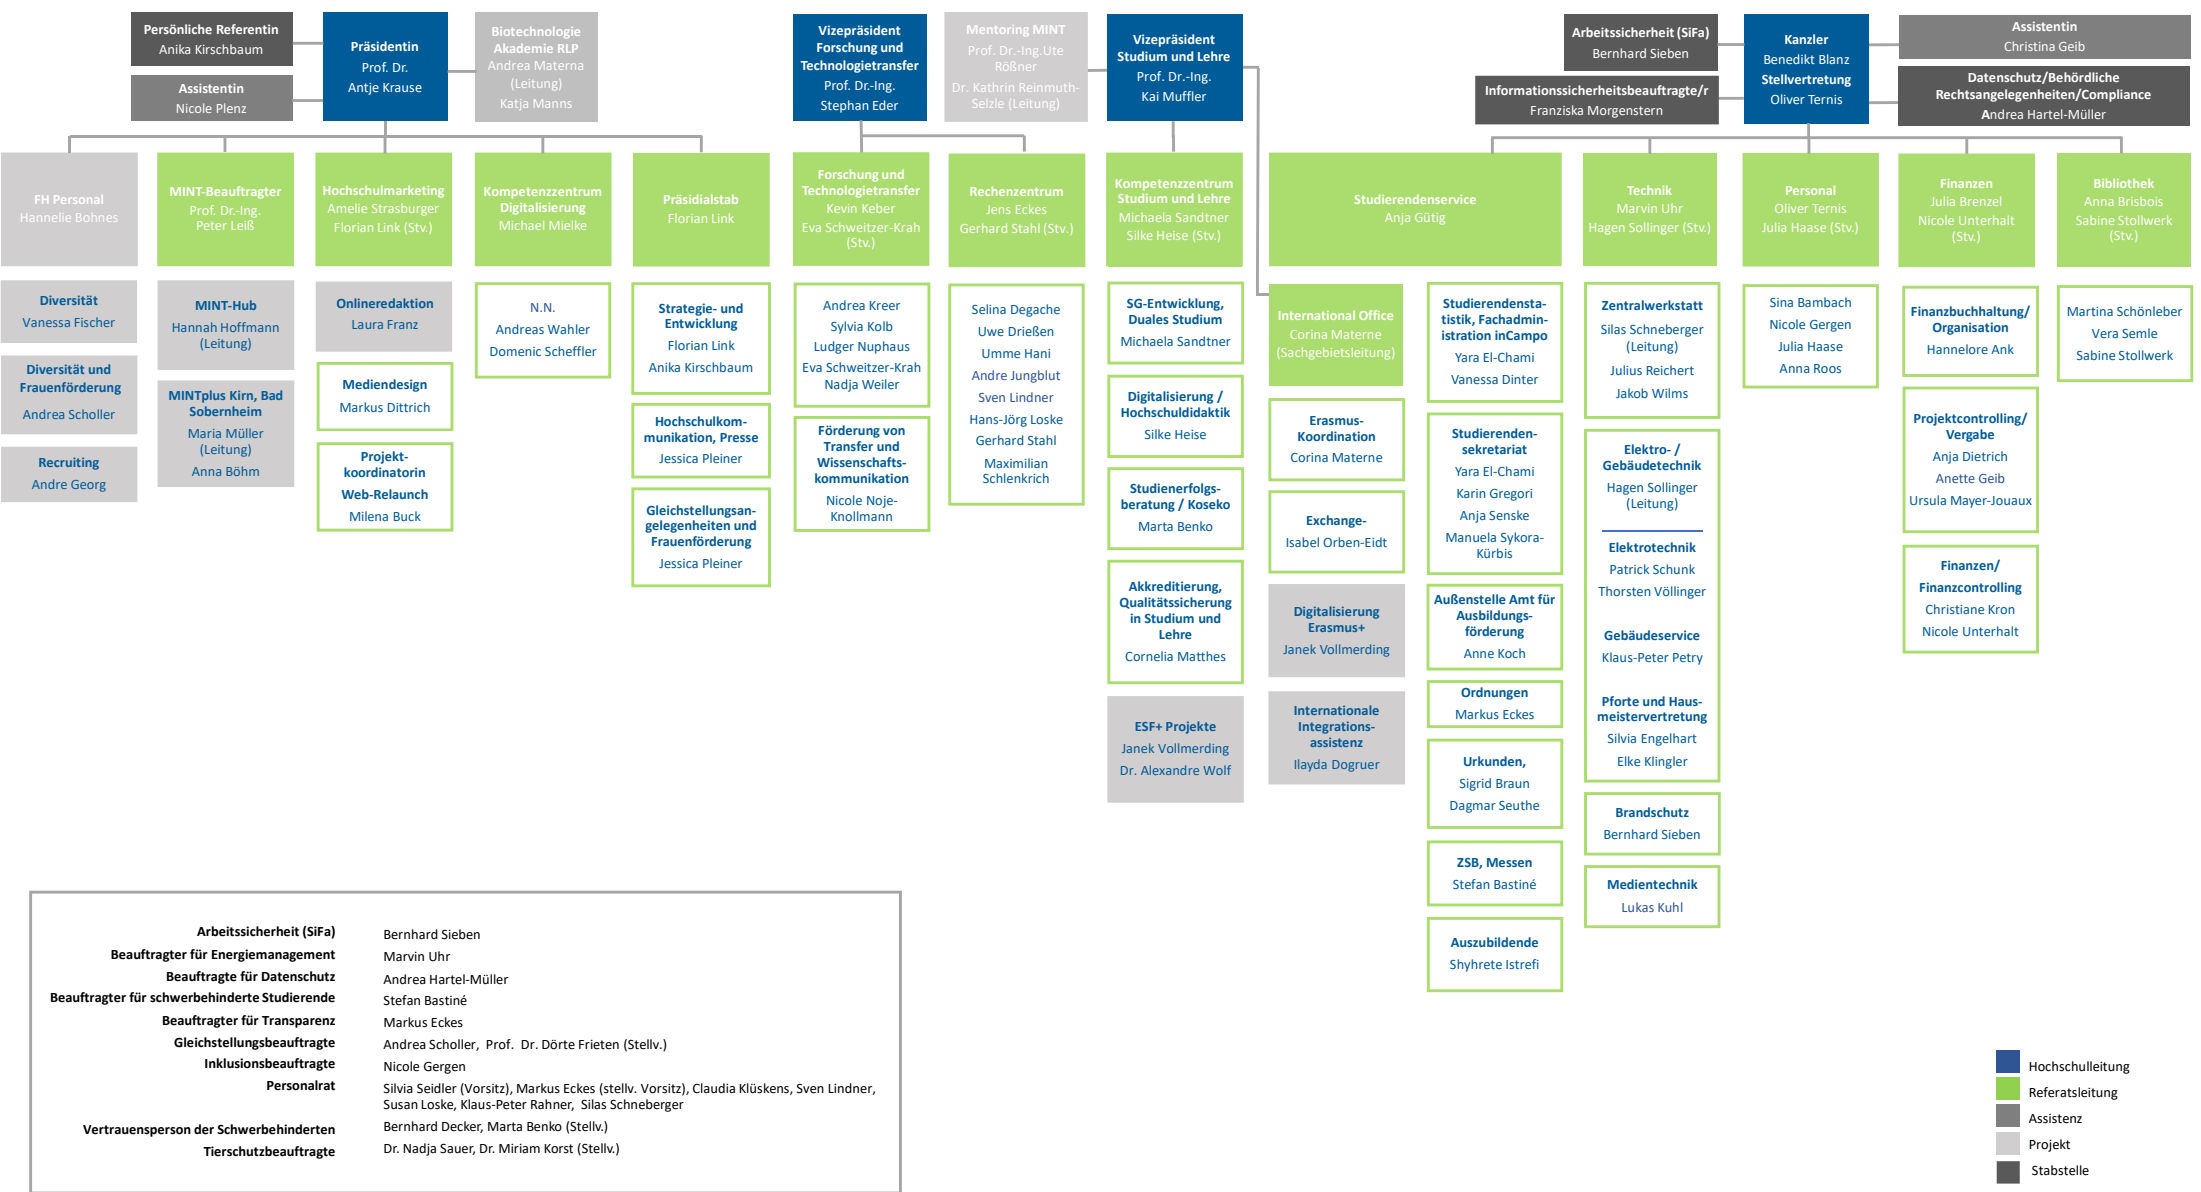 Persönliche Referentin
Anika Kirschbaum
Assistentin
Nicole Plenz
Präsidentin
Prof. Dr.
Antje Krause
Biotechnologie
Akademie RLP
Andrea Materna
(Leitung)
Katja Manns
Vizepräsident
Forschung und
Technologietransfer
Prof. Dr.-Ing.
Stephan Eder
Mentoring MINT
Prof. Dr.-Ing.Ute
Rößner
Dr. Kathrin Reinmuth-
Selzle (Leitung)
Vizepräsident
Studium und Lehre
Prof. Dr.-Ing.
Kai Muffler
Arbeitssicherheit (SiFa)
Bernhard Sieben
Informationssicherheitsbeauftragte/r
Franziska Morgenstern
Kanzler
Benedikt Blanz
Stellvertretung
Oliver Ternis
Assistentin
Christina Geib
Datenschutz/Behördliche
Rechtsangelegenheiten/Compliance
Andrea Hartel-Müller
FH Personal
Hannelie Bohnes
MINT-Beauftragter
Prof. Dr.-Ing.
Peter Leiß
Hochschulmarketing
Amelie Strasburger
Florian Link (Stv.)
Kompetenzzentrum
Digitalisierung
Michael Mielke
Präsidialstab
Florian Link
Forschung und
Technologietransfer
Kevin Keber
Eva Schweitzer-Krah
(Stv.)
Rechenzentrum
Jens Eckes
Gerhard Stahl (Stv.)
Kompetenzzentrum
Studium und Lehre
Michaela Sandtner
Silke Heise (Stv.)
Studierendenservice
Anja Gütig
Technik
Marvin Uhr
Hagen Sollinger (Stv.)
Personal
Oliver Ternis
Julia Haase (Stv.)
Finanzen
Julia Brenzel
Nicole Unterhalt
(Stv.)
Bibliothek
Anna Brisbois
Sabine Stollwerk
(Stv.)
Diversität
Vanessa Fischer
Diversität und
Frauenförderung
Andrea Scholler
Recruiting
Andre Georg
MINT-Hub
Hannah Hoffmann
(Leitung)
MINTplus Kirn, Bad
Sobernheim
Maria Müller
(Leitung)
Anna Böhm
Onlineredaktion
Laura Franz
Mediendesign
Markus Dittrich
Projekt-
koordinatorin
Web-Relaunch
Milena Buck
N.N.
Andreas Wahler
Domenic Scheffler
Strategie- und
Entwicklung
Florian Link
Anika Kirschbaum
Hochschulkom-
munikation, Presse
Jessica Pleiner
Gleichstellungsan-
gelegenheiten und
Frauenförderung
Jessica Pleiner
Andrea Kreer
Sylvia Kolb
Ludger Nuphaus
Eva Schweitzer-Krah
Nadja Weiler
Förderung von
Transfer und
Wissenschafts-
kommunikation
Nicole Noje-
Knollmann
Selina Degache
Uwe Drießen
Umme Hani
Andre Jungblut
Sven Lindner
Hans-Jörg Loske
Gerhard Stahl
Maximilian
Schlenkrich
SG-Entwicklung,
Duales Studium
Michaela Sandtner
Digitalisierung /
Hochschuldidaktik
Silke Heise
Studienerfolgs-
beratung / Koseko
Marta Benko
Akkreditierung,
Qualitätssicherung
in Studium und
Lehre
Cornelia Matthes
ESF+ Projekte
Janek Vollmerding
Dr. Alexandre Wolf
International Office
Corina Materne
(Sachgebietsleitung)
Erasmus-
Koordination
Corina Materne
Exchange-
Isabel Orben-Eidt
Digitalisierung
Erasmus+
Janek Vollmerding
Internationale
Integrations-
assistenz
Ilayda Dogruer
Studierendensta-
tistik, Fachadmin-
istration inCampo
Yara El-Chami
Vanessa Dinter
Studierenden-
sekretariat
Yara El-Chami
Karin Gregori
Anja Senske
Manuela Sykora-
Kürbis
Außenstelle Amt für
Ausbildungs-
förderung
Anne Koch
Ordnungen
Markus Eckes
Urkunden,
Sigrid Braun
Dagmar Seuthe
ZSB, Messen
Stefan Bastiné
Auszubildende
Shyhrete Istrefi
Zentralwerkstatt
Silas Schneberger
(Leitung)
Julius Reichert
Jakob Wilms
Elektro- /
Gebäudetechnik
Hagen Sollinger
(Leitung)
Elektrotechnik
Patrick Schunk
Thorsten Völlinger
Gebäudeservice
Klaus-Peter Petry
Pforte und Haus-
meistervertretung
Silvia Engelhart
Elke Klingler
Brandschutz
Bernhard Sieben
Medientechnik
Lukas Kuhl
Sina Bambach
Nicole Gergen
Julia Haase
Anna Roos
Finanzbuchhaltung/
Organisation
Hannelore Ank
Projektcontrolling/
Vergabe
Anja Dietrich
Anette Geib
Ursula Mayer-Jouaux
Finanzen/
Finanzcontrolling
Christiane Kron
Nicole Unterhalt
Martina Schönleber
Vera Semle
Sabine Stollwerk
Arbeitssicherheit (SiFa) Bernhard Sieben
Beauftragter für Energiemanagement Marvin Uhr
Beauftragte für Datenschutz Andrea Hartel-Müller
Beauftragter für schwerbehinderte Studierende Stefan Bastiné
Beauftragter für Transparenz Markus Eckes
Gleichstellungsbeauftragte Andrea Scholler, Prof. Dr. Dörte Frieten (Stellv.)
Inklusionsbeauftragte Nicole Gergen
Personalrat Silvia Seidler (Vorsitz), Markus Eckes (stellv. Vorsitz), Claudia Klüskens, Sven Lindner,
Susan Loske, Klaus-Peter Rahner, Silas Schneberger
Vertrauensperson der Schwerbehinderten Bernhard Decker, Marta Benko (Stellv.)
Tierschutzbeauftragte Dr. Nadja Sauer, Dr. Miriam Korst (Stellv.)
Hochschulleitung
Referatsleitung
Assistenz
Projekt
Stabstelle